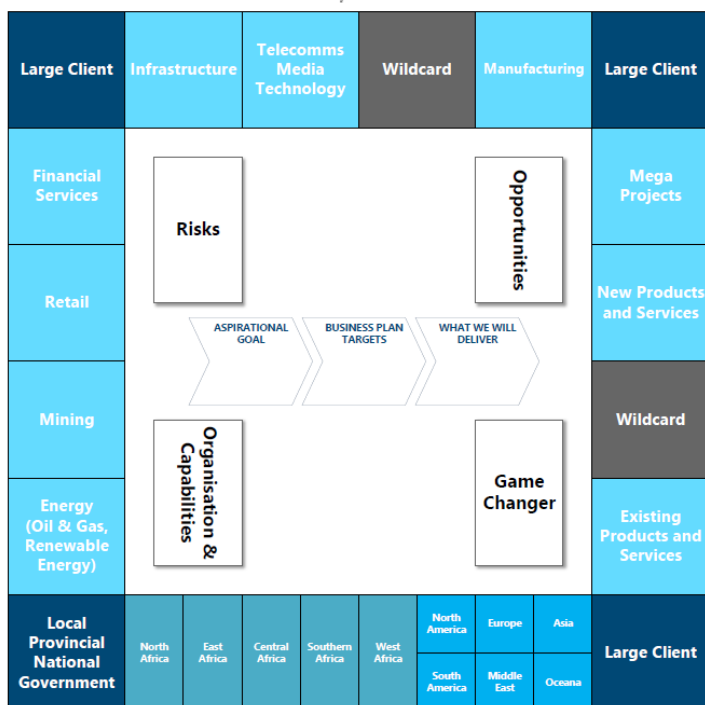 Large Client
Infrastructure
Telecomms
Media
Technology
Wildcard
Manufacturing
Large Client
Financial
Services
Mega
Projects
Risks
Opportunities
Retail
New Products
and Services
ASPIRATIONAL
GOAL
BUSINESS PLAN
TARGETS
WHAT WE WILL
DELIVER
Mining
Wildcard
Organisation &
Capabilities
Game
Changer
Energy
(Oil & Gas,
Renewable
Energy)
Existing
Products and
Services
Local
Provincial
National
Government
North
Africa
East
Africa
Central
Africa
Southern
Africa
West
Africa
North
America
Europe
Asia
South
America
Middle
East
Oceana
Large Client